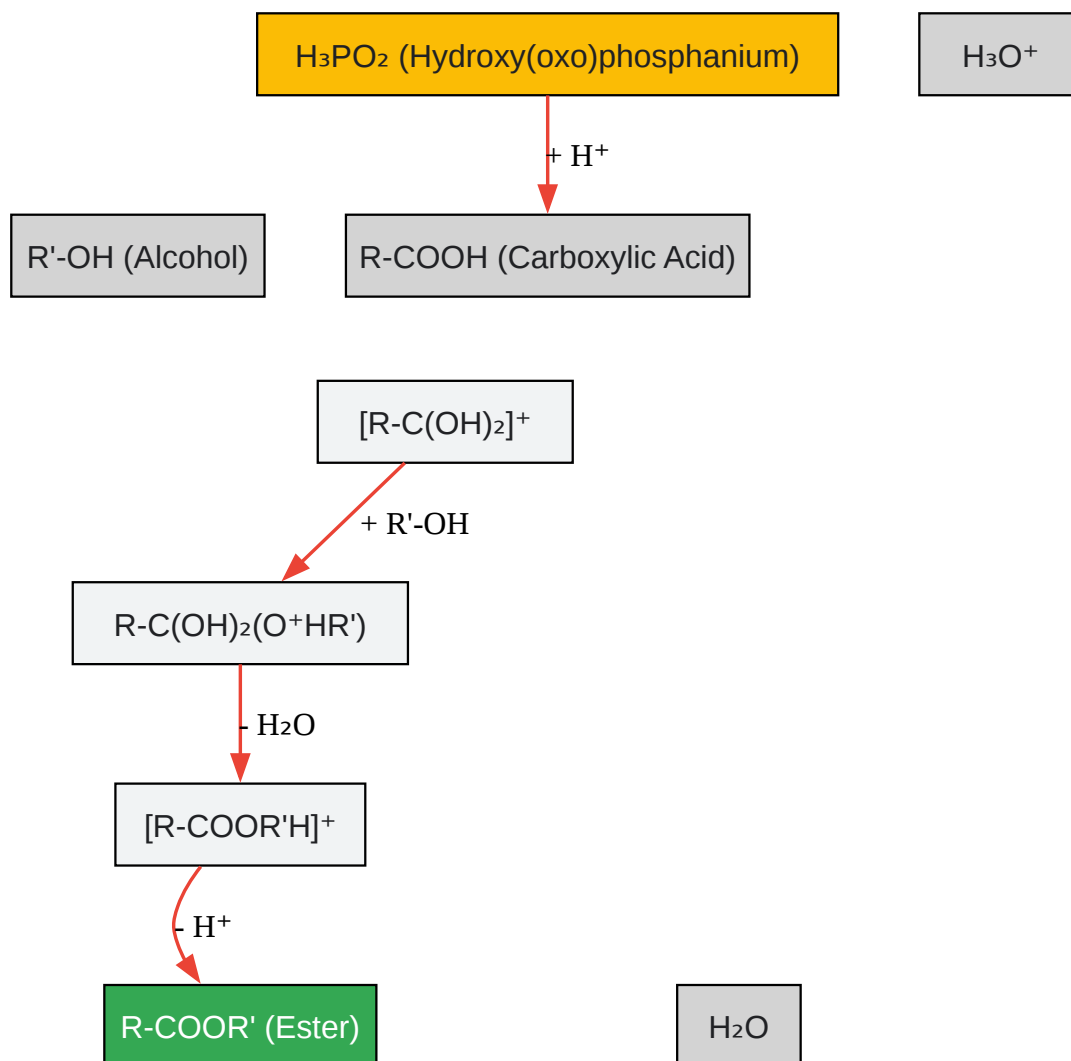 H₃PO₂ (Hydroxy(oxo)phosphanium)
H₃O⁺
+ H⁺
R'-OH (Alcohol)
R-COOH (Carboxylic Acid)
[R-C(OH)₂]⁺
+ R'-OH
R-C(OH)₂(O⁺HR')
- H₂O
[R-COOR'H]⁺
- H⁺
R-COOR' (Ester)
H₂O